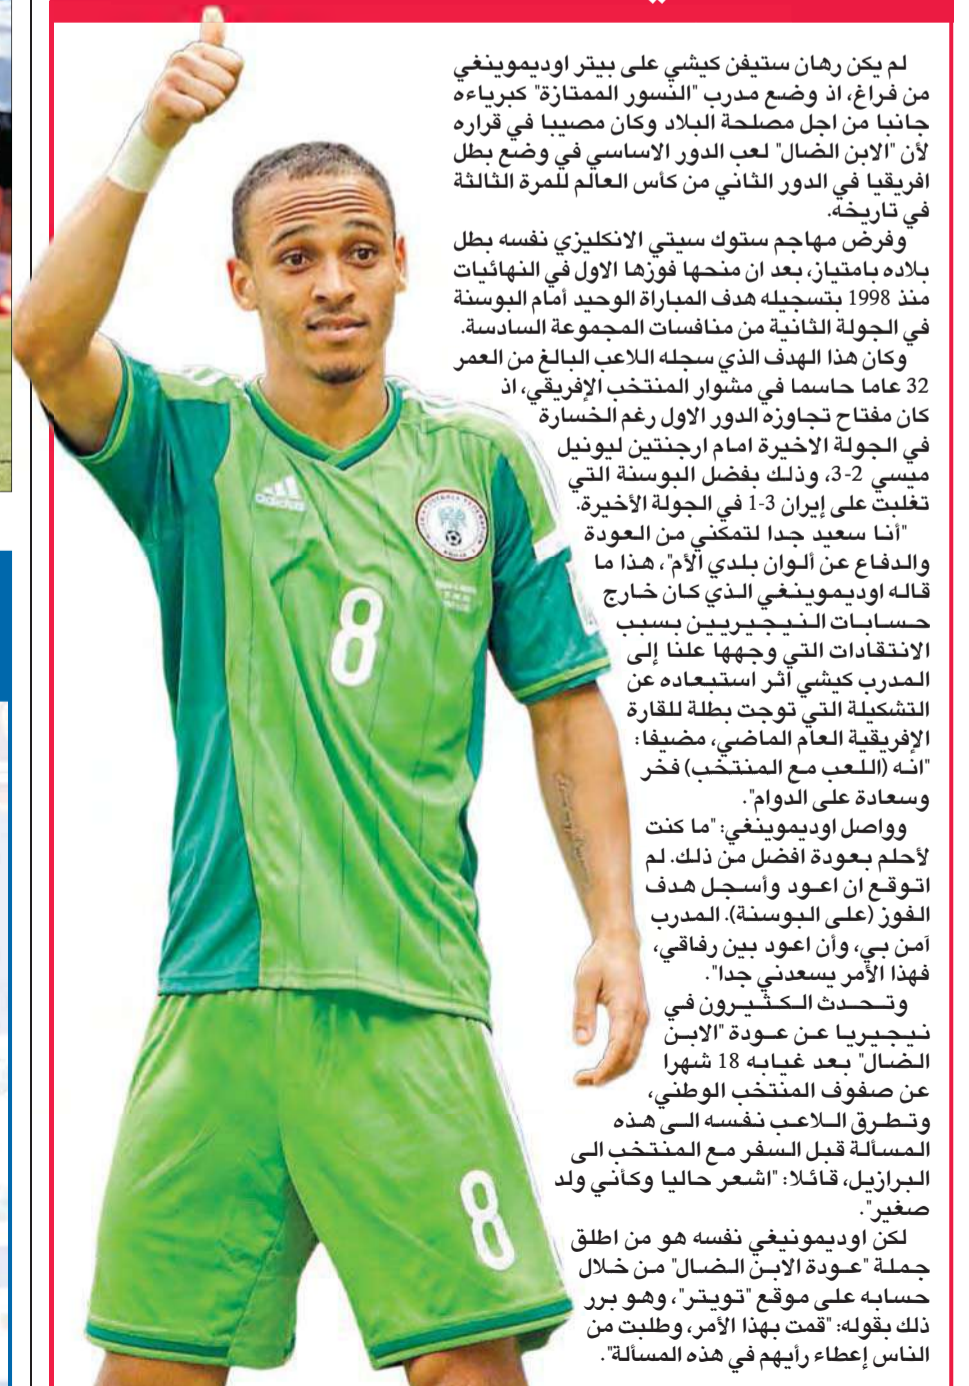 لم يكن رهان ستيفن كيشي على بيتر اوديموينغي
من فراغ، اذ وضع مدرب "النسور الممتازة" كبرياءه
جانبا من اجل مصلحة البلاد وكان مصيبا في قراره
لأن "الابن الضال" لعب الدور الاساسي في وضع بطل
افريقيا في الدور الثاني من كأس العالم للمرة الثالثة
في تاريخه.
وفرض مهاجم ستوك سيتي الانكليزي نفسه بطل
بلاده بامتياز، بعد ان منحها فوزها الاول في النهائيات
منذ 1998 بتسجيله هدف المباراة الوحيد أمام البوسنة
في الجولة الثانية من منافسات المجموعة السادسة.
وكان هذا الهدف الذي سجله اللاعب البالغ من العمر
32 عاما حاسما في مشوار المنتخب الإفريقي، اذ
كان مفتاح تجاوزه الدور الاول رغم الخسارة
في الجولة الاخيرة امام ارجنتين ليونيل
ميسي 2-3، وذلك بفضل البوسنة التي
تغلبت على إيران 3-1 في الجولة الأخيرة.
"أنا سعيد جدا لتمكني من العودة
والدفاع عن ألوان بلدي الأم"، هذا ما
قاله اوديموينغي الذي كان خارج
حسابات النيجيريين بسبب
الانتقادات التي وجهها علنا إلى
المدرب كيشي اثر استبعاده عن
التشكيلة التي توجت بطلة للقارة
الإفريقية العام الماضي، مضيفا:
"انه (اللعب مع المنتخب) فخر
وسعادة على الدوام".
وواصل اوديموينغي: "ما كنت
لأحلم بعودة افضل من ذلك. لم
اتوقع ان اعود وأسجل هدف
الفوز (على البوسنة). المدرب
آمن بي، وأن اعود بين رفاقي،
فهذا الأمر يسعدني جدا".
وتحدث الكثيرون في
نيجيريا عن عودة "الابن
الضال" بعد غيابه 18 شهرا
عن صفوف المنتخب الوطني،
وتطرق اللاعب نفسه الى هذه
المسألة قبل السفر مع المنتخب الى
البرازيل، قائلا: "اشعر حاليا وكأني ولد
صغير".
لكن اوديمونيغي نفسه هو من اطلق
جملة "عودة الابن الضال" من خلال
حسابه على موقع "تويتر"، وهو برر
ذلك بقوله: "قمت بهذا الأمر، وطلبت من
الناس إعطاء رأيهم في هذه المسألة".
adidas
8
8